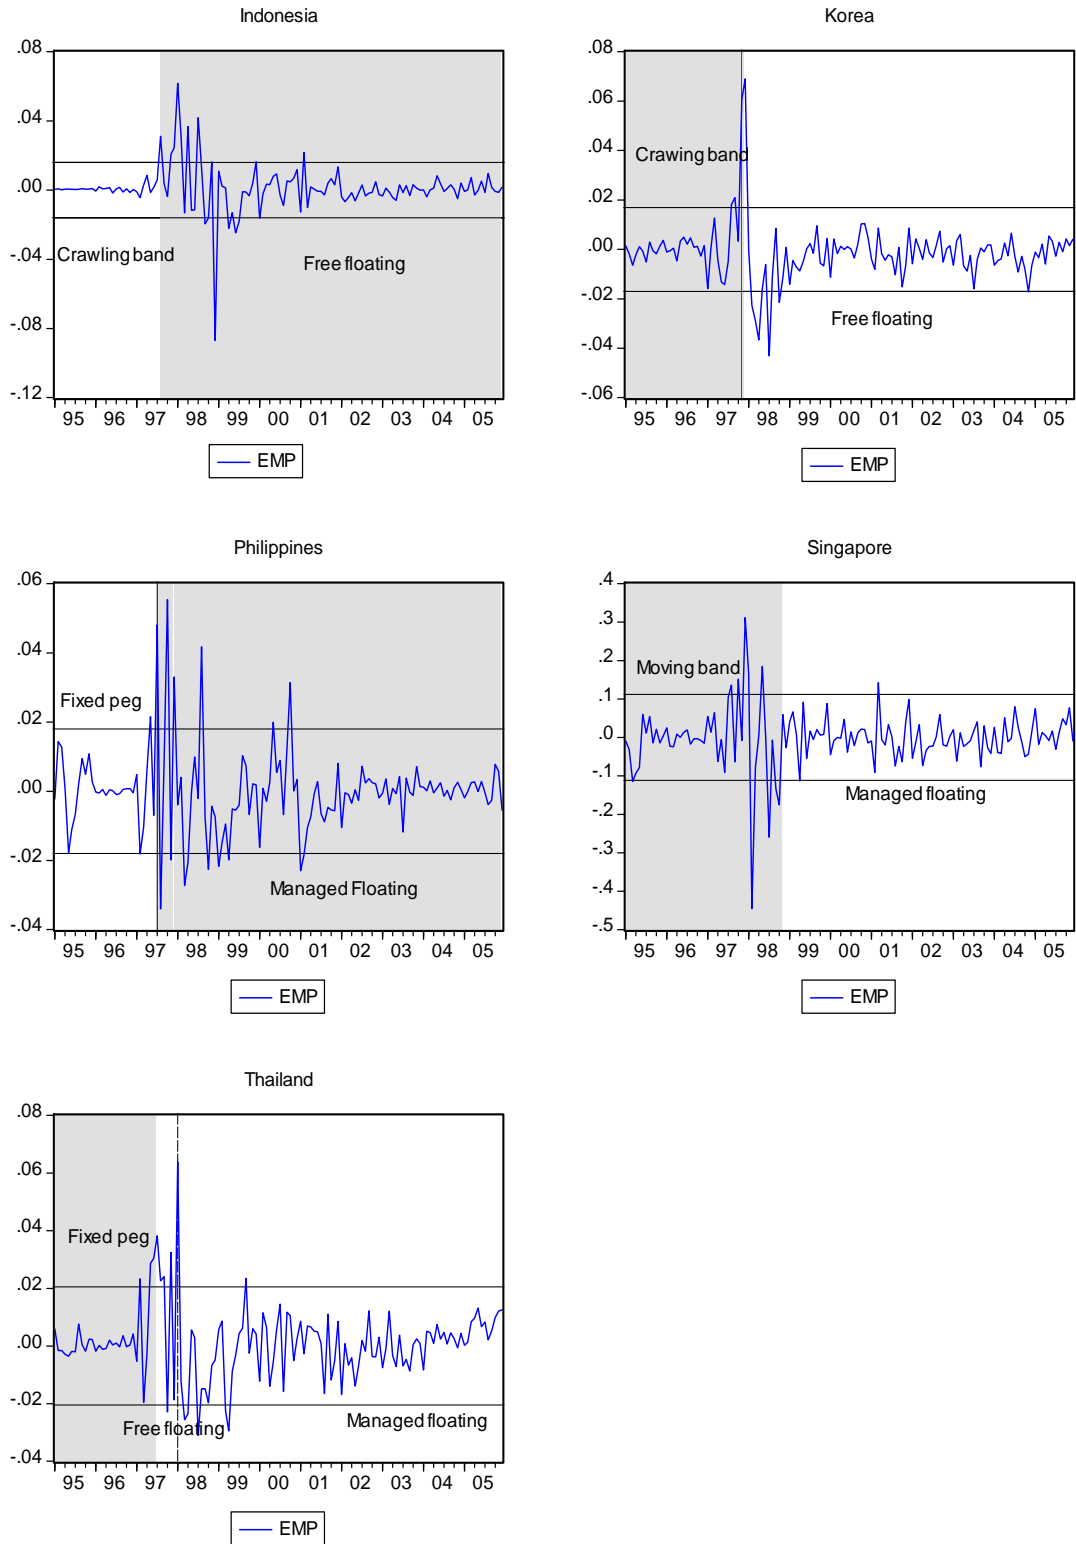 Indonesia
.08
.04
.00
-.04
-.08
-.12
Crawling band
Free floating
95 96 97 98 99 00 01 02 03 04 05
EMP
Korea
.08
.06
.04
.02
.00
-.02
-.04
-.06
Crawing band
Free floating
95 96 97 98 99 00 01 02 03 04 05
EMP
Philippines
.06
.04
.02
.00
-.02
-.04
Fixed peg
Managed Floating
95 96 97 98 99 00 01 02 03 04 05
EMP
Singapore
.4
.3
.2
.1
.0
-.1
-.2
-.3
-.4
-.5
Moving band
Managed floating
95 96 97 98 99 00 01 02 03 04 05
EMP
Thailand
.08
.06
.04
.02
.00
-.02
-.04
Fixed peg
Free floating
Managed floating
95 96 97 98 99 00 01 02 03 04 05
EMP